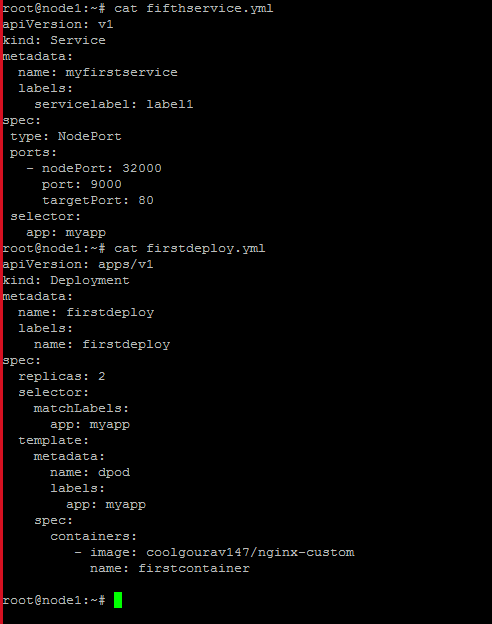 root@node1:~# cat fifthservice.yml
apiVersion: v1
kind: Service
metadata:
  name: myfirstservice
  labels:
    servicelabel: label1
spec:
 type: NodePort
 ports:
   - nodePort: 32000
     port: 9000
     targetPort: 80
 selector:
   app: myapp
root@node1:~# cat firstdeploy.yml
apiVersion: apps/v1
kind: Deployment
metadata:
  name: firstdeploy
  labels:
    name: firstdeploy
spec:
  replicas: 2
  selector:
    matchLabels:
      app: myapp
  template:
    metadata:
      name: dpod
      labels:
        app: myapp
    spec:
      containers:
         - image: coolgourav147/nginx-custom
           name: firstcontainer

root@node1:~#